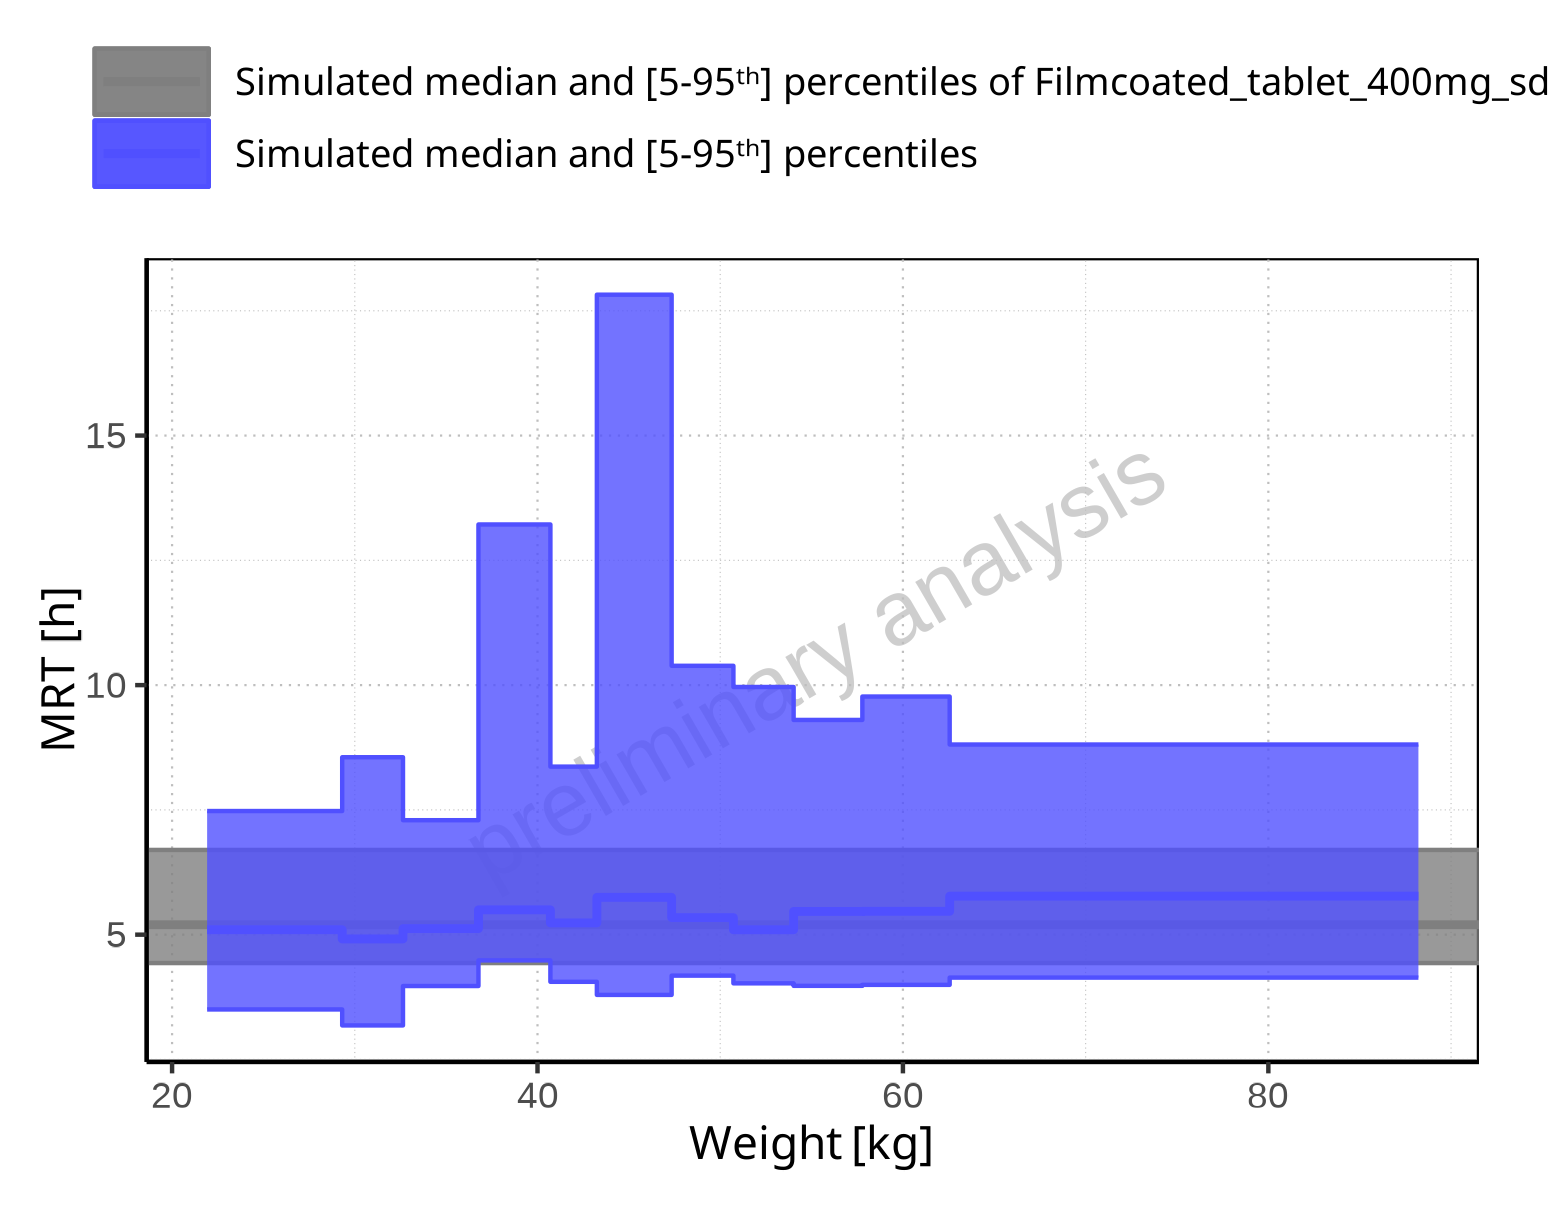 Simulated median and [5-95ᵗʰ] percentiles of Filmcoated_tablet_400mg_sd
Simulated median and [5-95ᵗʰ] percentiles
15
10
5
MRT [h]
preliminary analysis
20 40 60 80
Weight [kg]